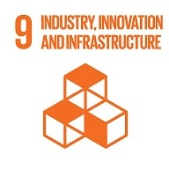 9 INDUSTRY, INNOVATION
AND INFRASTRUCTURE